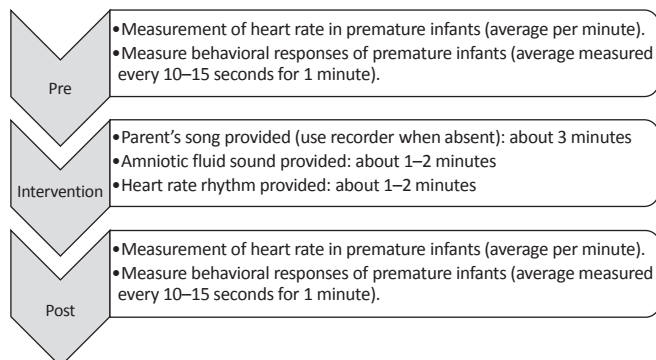 Pre
•Measurement of heart rate in premature infants (average per minute).
•Measure behavioral responses of premature infants (average measured
every 10–15 seconds for 1 minute).
Intervention
•Parent’s song provided (use recorder when absent): about 3 minutes
•Amniotic fluid sound provided: about 1–2 minutes
•Heart rate rhythm provided: about 1–2 minutes
Post
•Measurement of heart rate in premature infants (average per minute).
•Measure behavioral responses of premature infants (average measured
every 10–15 seconds for 1 minute).